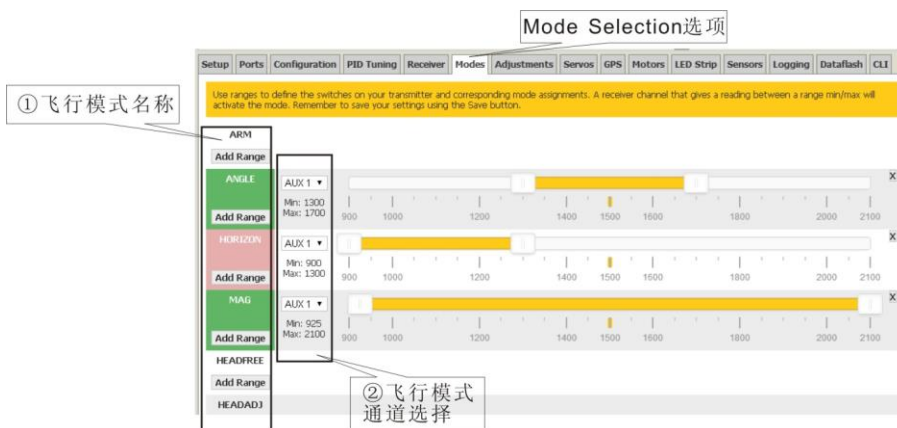 Mode Selection选项
Setup Ports Configuration PID Tuning Receiver Modes Adjustments Servos GPS Motors LED Strip Sensors Logging Dataflash CLI
Use ranges to define the switches on your transmitter and corresponding mode assignments. A receiver channel that gives a reading between a range min/max will
activate the mode. Remember to save your settings using the Save button.
①飞行模式名称
ARM
Add Range
ANGLE
Add Range
AUX 1 ▼
Min: 1300
Max: 1700
900 1000 1200 1400 1500 1600 1800 2000 2100
X
HORIZON
Add Range
AUX 1 ▼
Min: 900
Max: 1300
900 1000 1200 1400 1500 1600 1800 2000 2100
X
MAG
Add Range
AUX 1 ▼
Min: 925
Max: 2100
900 1000 1200 1400 1500 1600 1800 2000 2100
X
HEADFREE
Add Range
HEADADJ
②飞行模式
通道选择